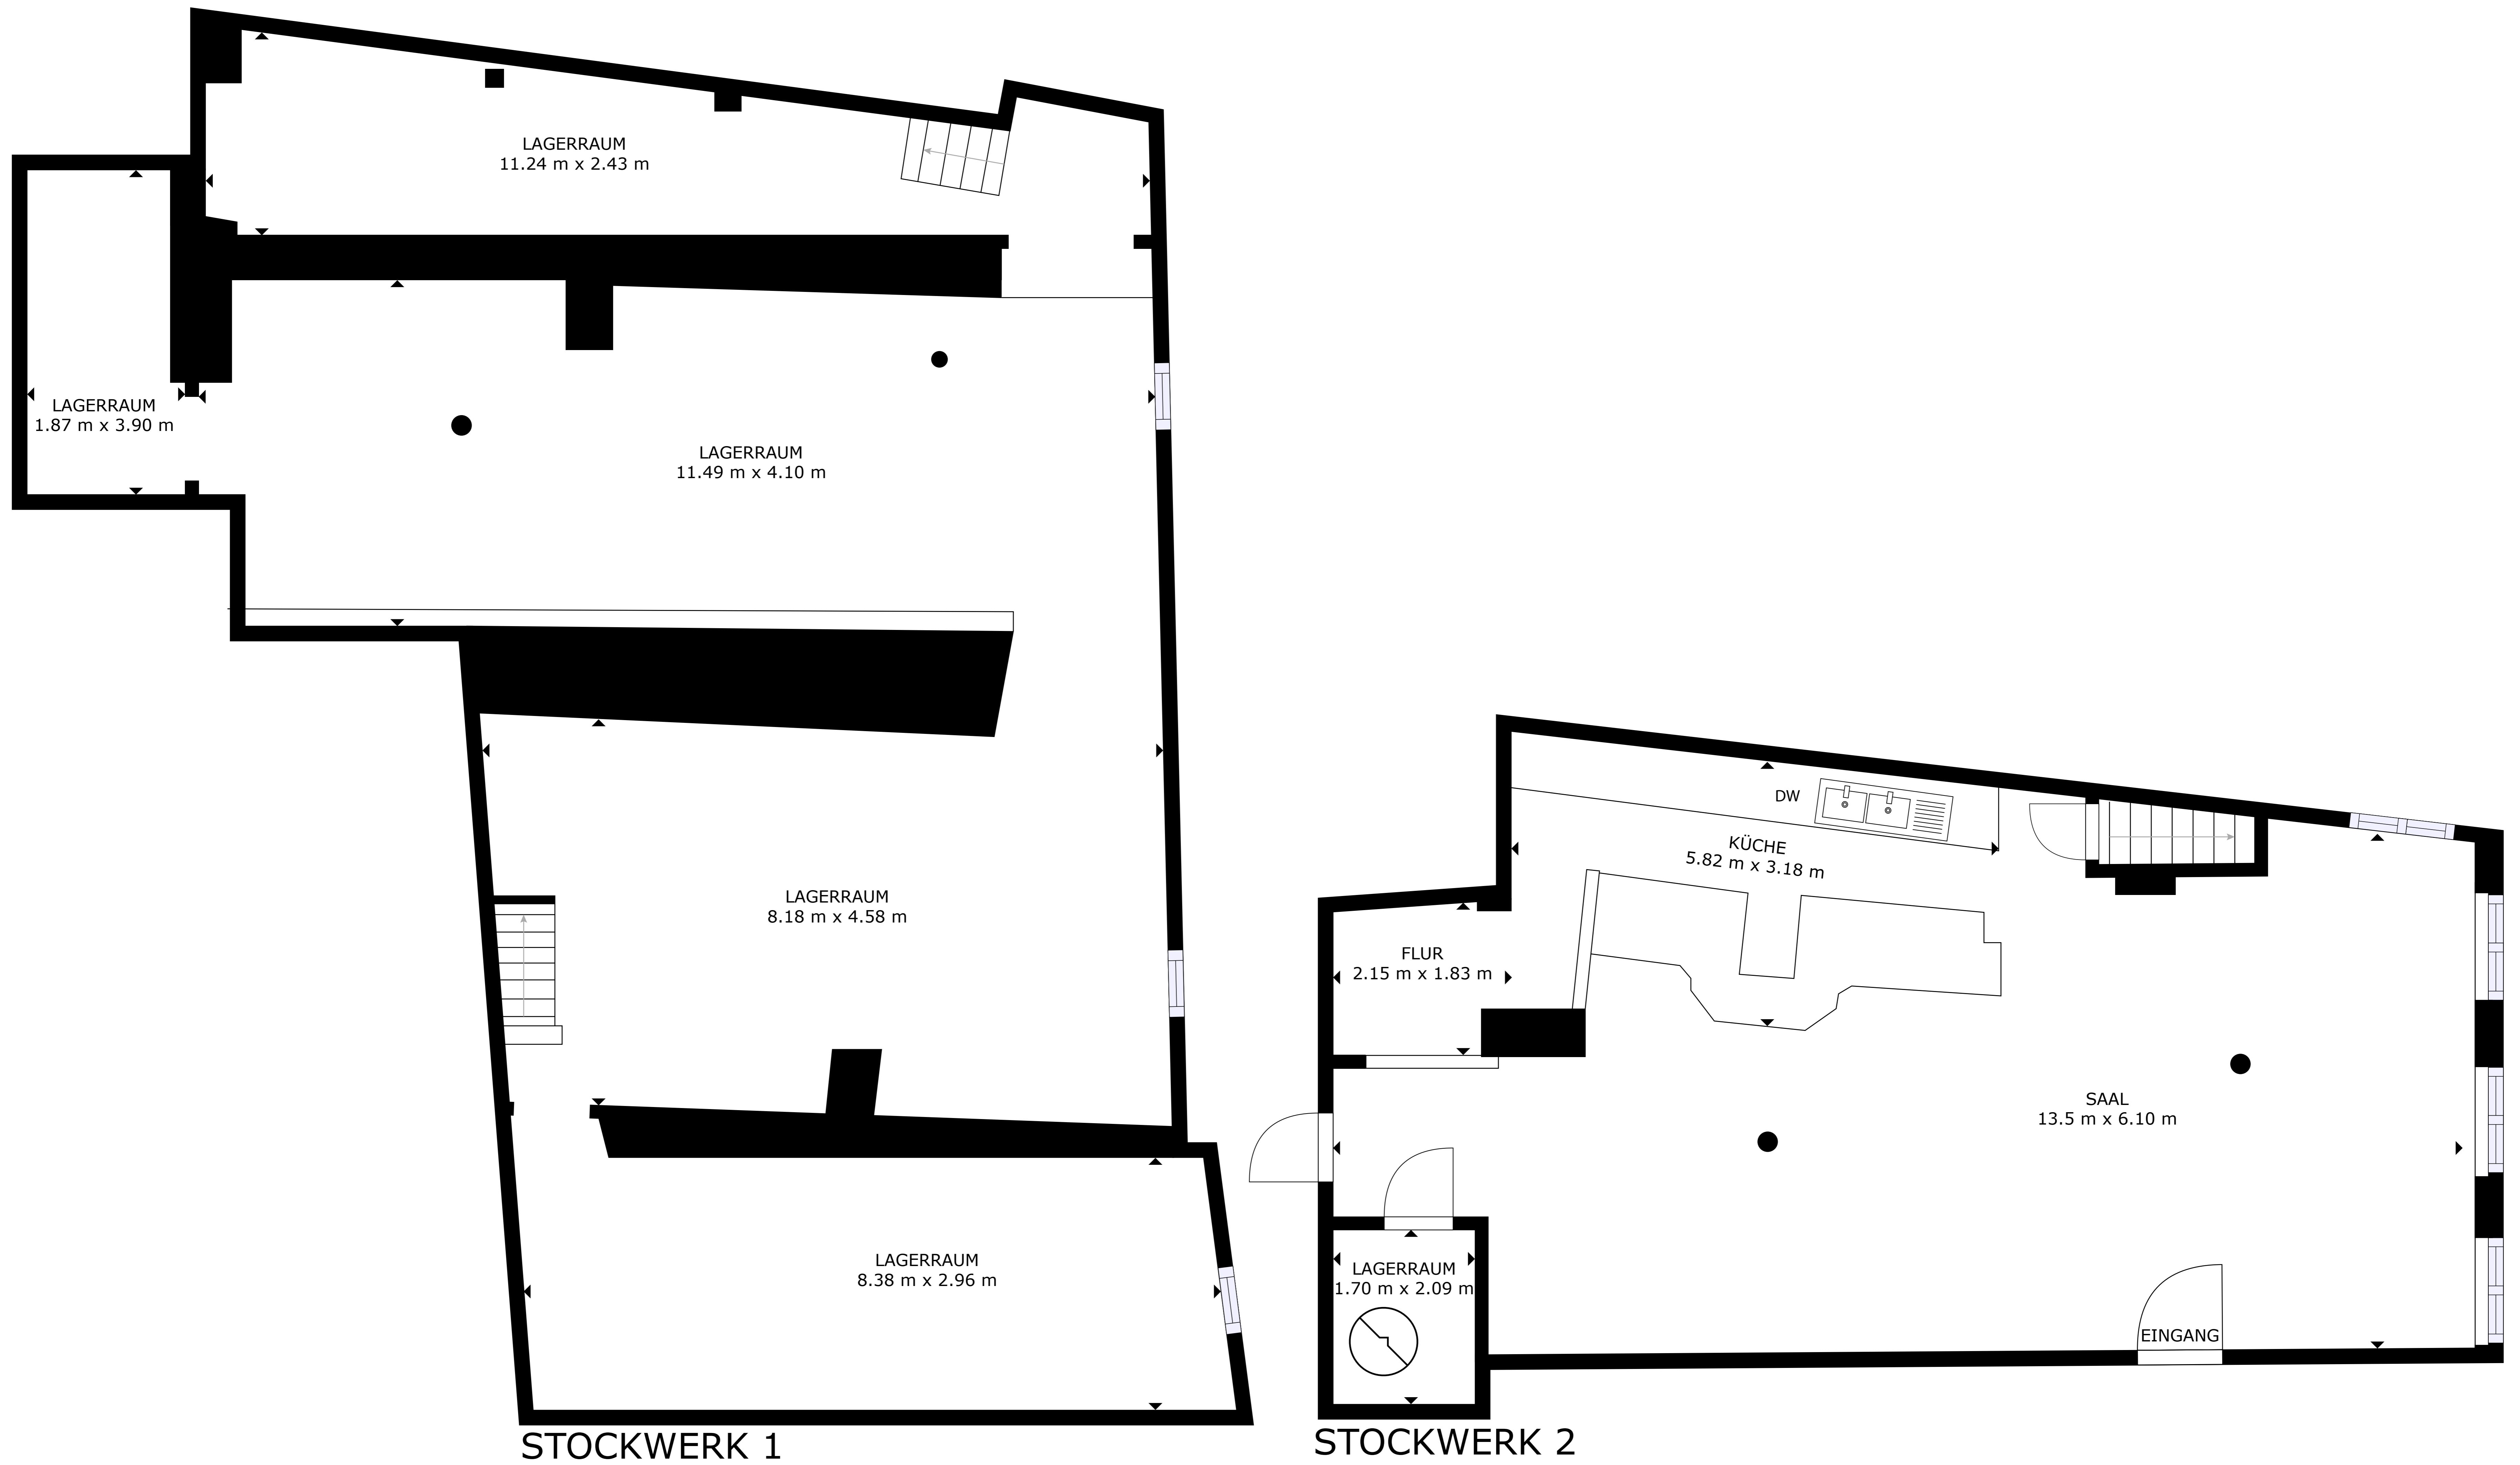 LAGERRAUM
11.24 m x 2.43 m
LAGERRAUM
1.87 m x 3.90 m
LAGERRAUM
11.49 m x 4.10 m
LAGERRAUM
8.18 m x 4.58 m
LAGERRAUM
8.38 m x 2.96 m
STOCKWERK 1
DW
KÜCHE
5.82 m x 3.18 m
FLUR
2.15 m x 1.83 m
SAAL
13.5 m x 6.10 m
LAGERRAUM
1.70 m x 2.09 m
EINGANG
STOCKWERK 2